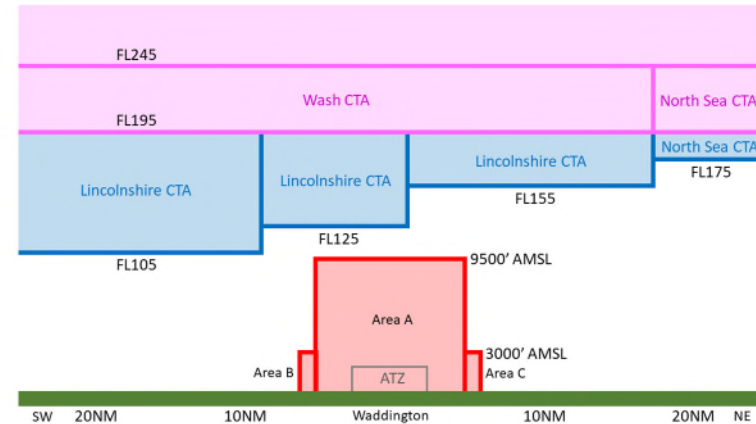 FL245
Wash CTA
North Sea CTA
FL195
North Sea CTA
Lincolnshire CTA
Lincolnshire CTA
Lincolnshire CTA
FL175
FL155
FL125
FL105
9500' AMSL
Area A
3000' AMSL
Area B
ATZ
Area C
SW 20NM 10NM Waddington 10NM 20NM NE